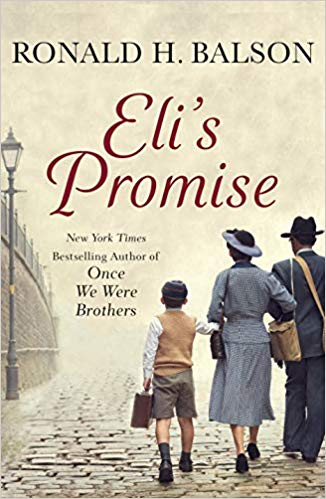 RONALD H. BALSON
Eli's
Promise
New York Times
Bestselling Author of
Once
We Were
Brothers